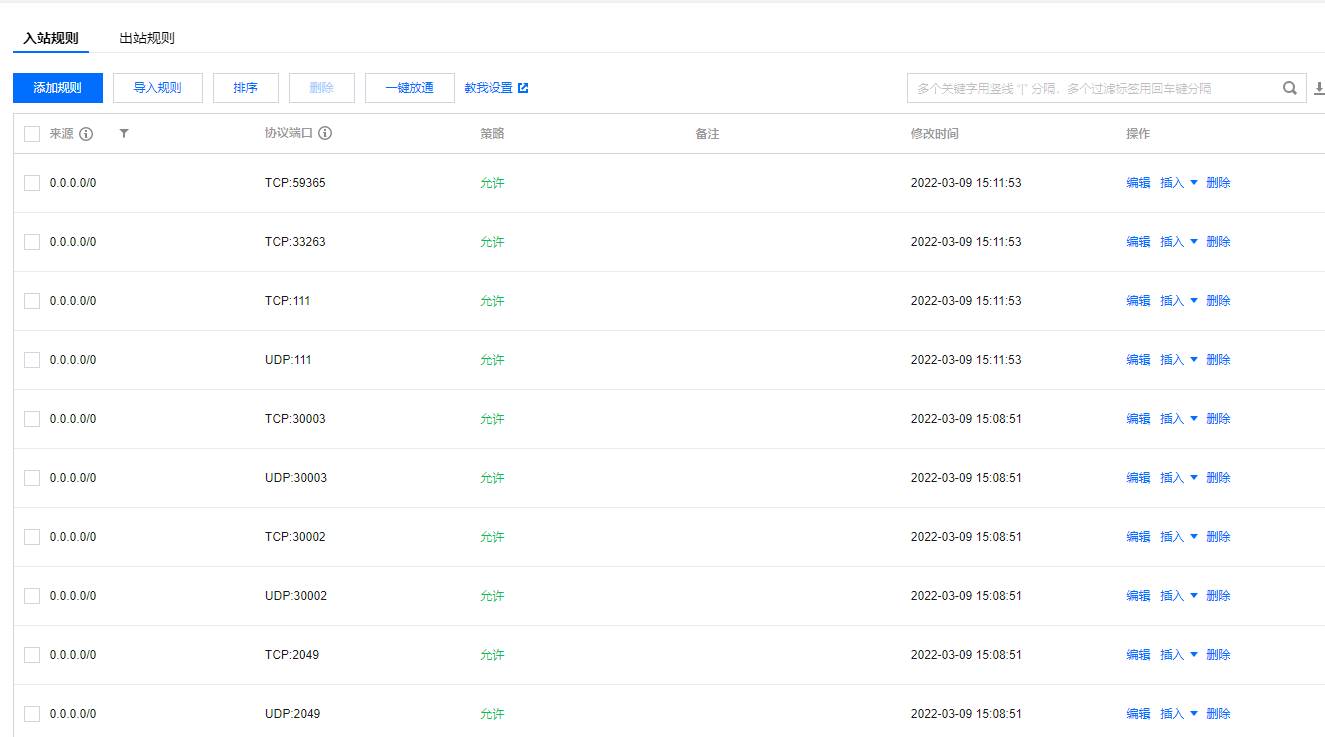 入站规则 出站规则
添加规则 导入规则 排序 删除 一键放通 教我设置 多个关键字用竖线 "|" 分隔，多个过滤标签用回车键分隔
来源 协议端口 策略 备注 修改时间 操作
0.0.0.0/0 TCP:59365 允许 2022-03-09 15:11:53 编辑 插入 删除
0.0.0.0/0 TCP:33263 允许 2022-03-09 15:11:53 编辑 插入 删除
0.0.0.0/0 TCP:111 允许 2022-03-09 15:11:53 编辑 插入 删除
0.0.0.0/0 UDP:111 允许 2022-03-09 15:11:53 编辑 插入 删除
0.0.0.0/0 TCP:30003 允许 2022-03-09 15:08:51 编辑 插入 删除
0.0.0.0/0 UDP:30003 允许 2022-03-09 15:08:51 编辑 插入 删除
0.0.0.0/0 TCP:30002 允许 2022-03-09 15:08:51 编辑 插入 删除
0.0.0.0/0 UDP:30002 允许 2022-03-09 15:08:51 编辑 插入 删除
0.0.0.0/0 TCP:2049 允许 2022-03-09 15:08:51 编辑 插入 删除
0.0.0.0/0 UDP:2049 允许 2022-03-09 15:08:51 编辑 插入 删除